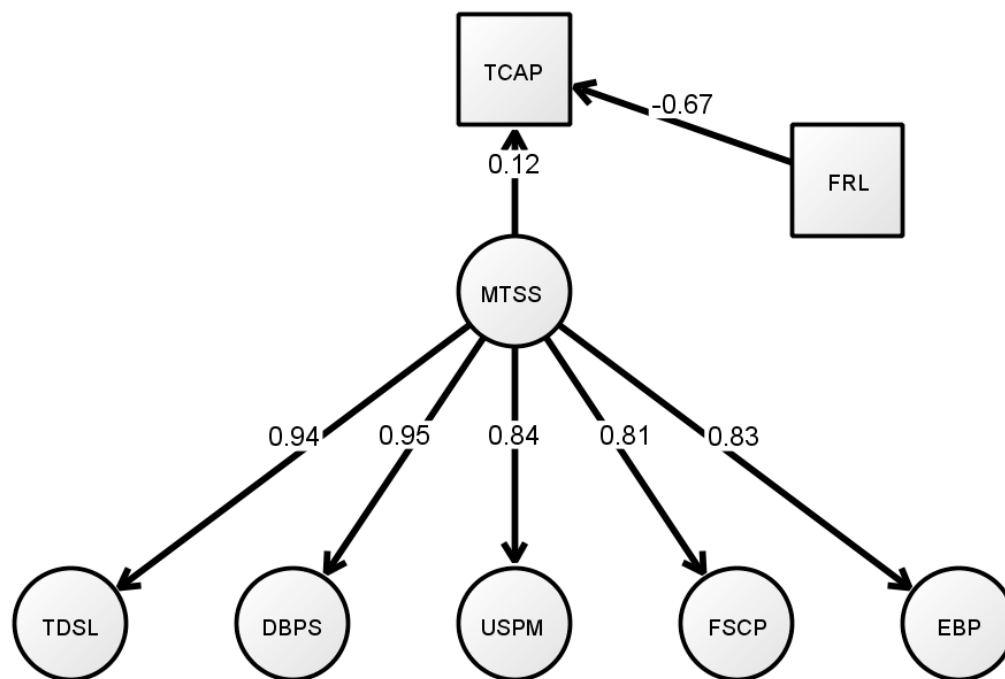 TCAP
-0.67
0.12
FRL
MTSS
0.94
0.95
0.84
0.81
0.83
TDSL
DBPS
USPM
FSCP
EBP